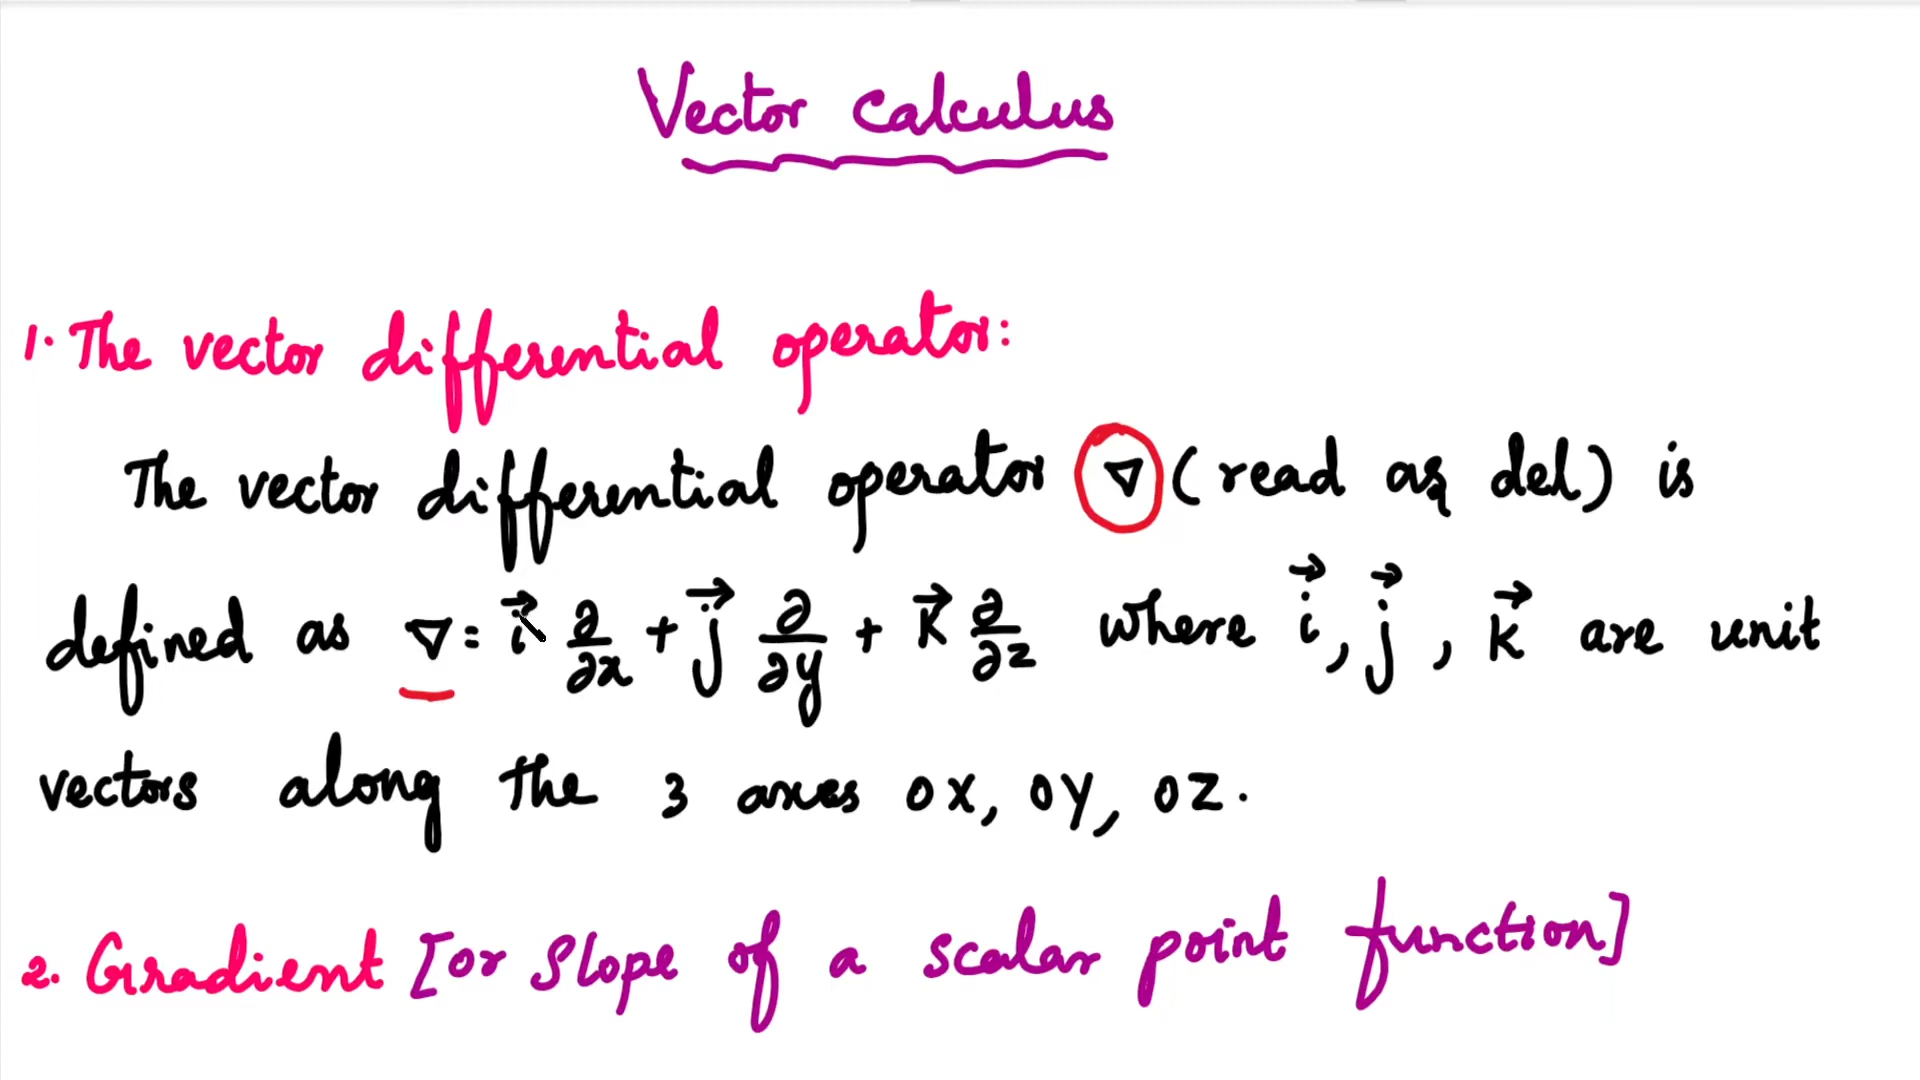 Vector Calculus
1. The vector differential operator:
The vector differential operator ∇ (read as del) is
defined as ∇ = i⃗ ∂/∂x + j⃗ ∂/∂y + k⃗ ∂/∂z where i⃗, j⃗, k⃗ are unit
vectors along the 3 axes ox, oy, oz.
2. Gradient [or Slope of a scalar point function]